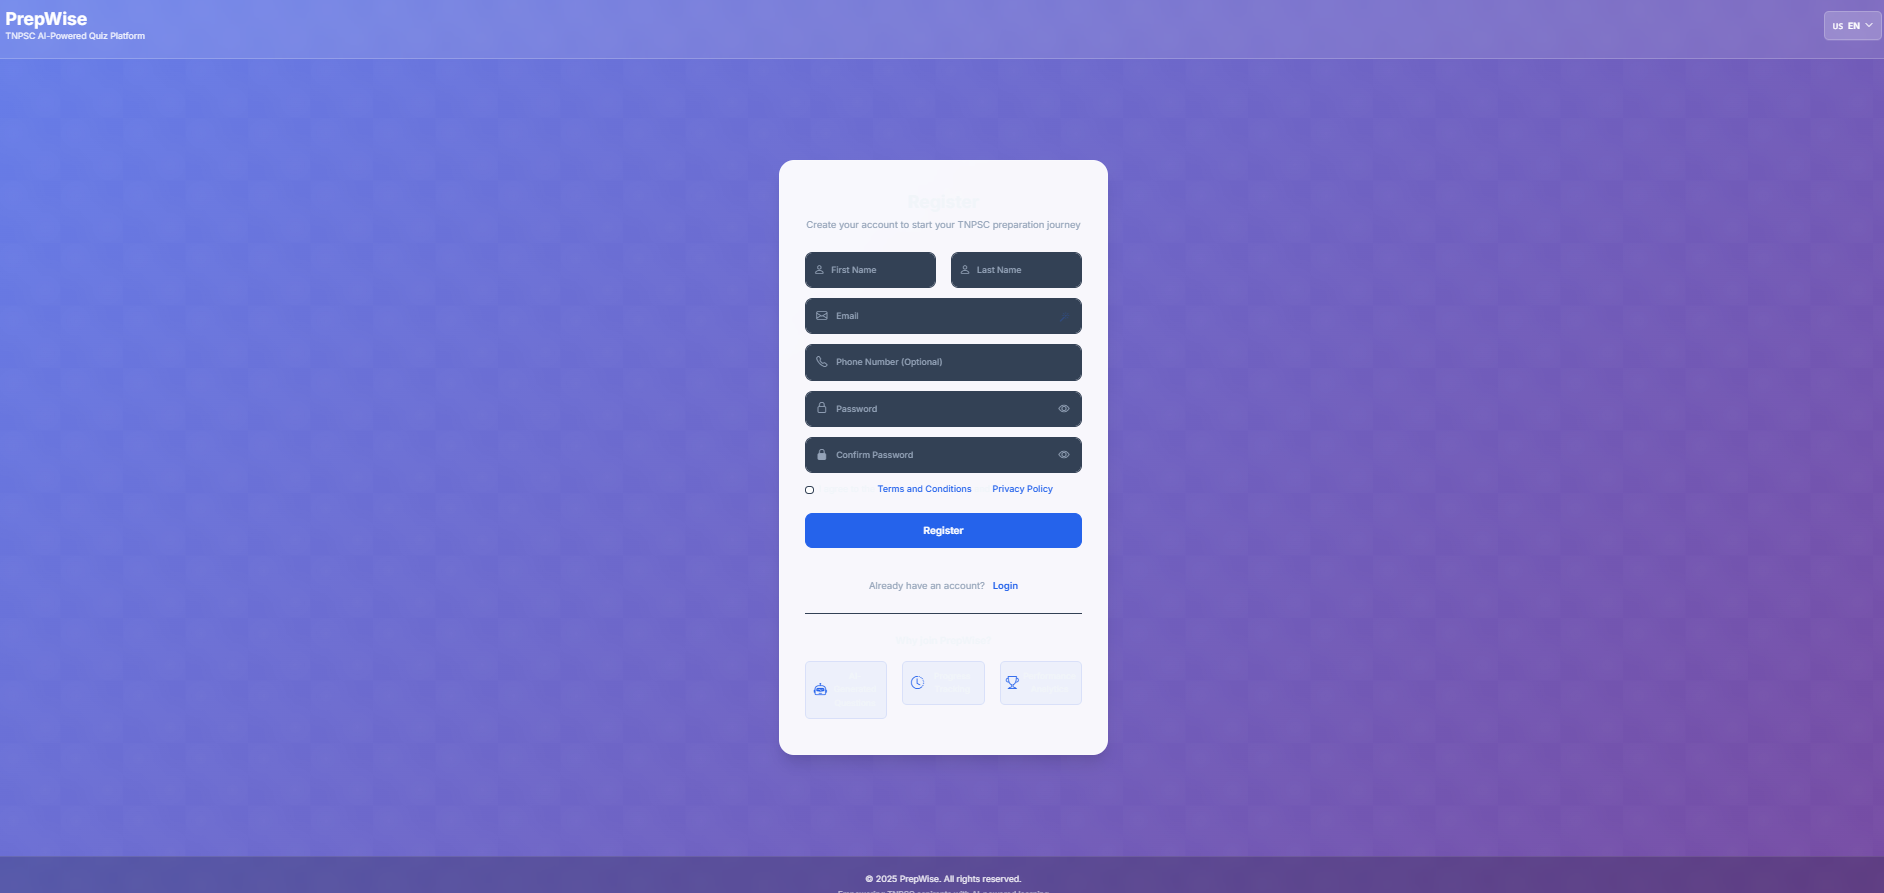 PrepWise
TNPSC AI-Powered Quiz Platform
US EN
Register
Create your account to start your TNPSC preparation journey
First Name
Last Name
Email
Phone Number (Optional)
Password
Confirm Password
Terms and Conditions
Privacy Policy
Register
Already have an account? Login
© 2025 PrepWise. All rights reserved.